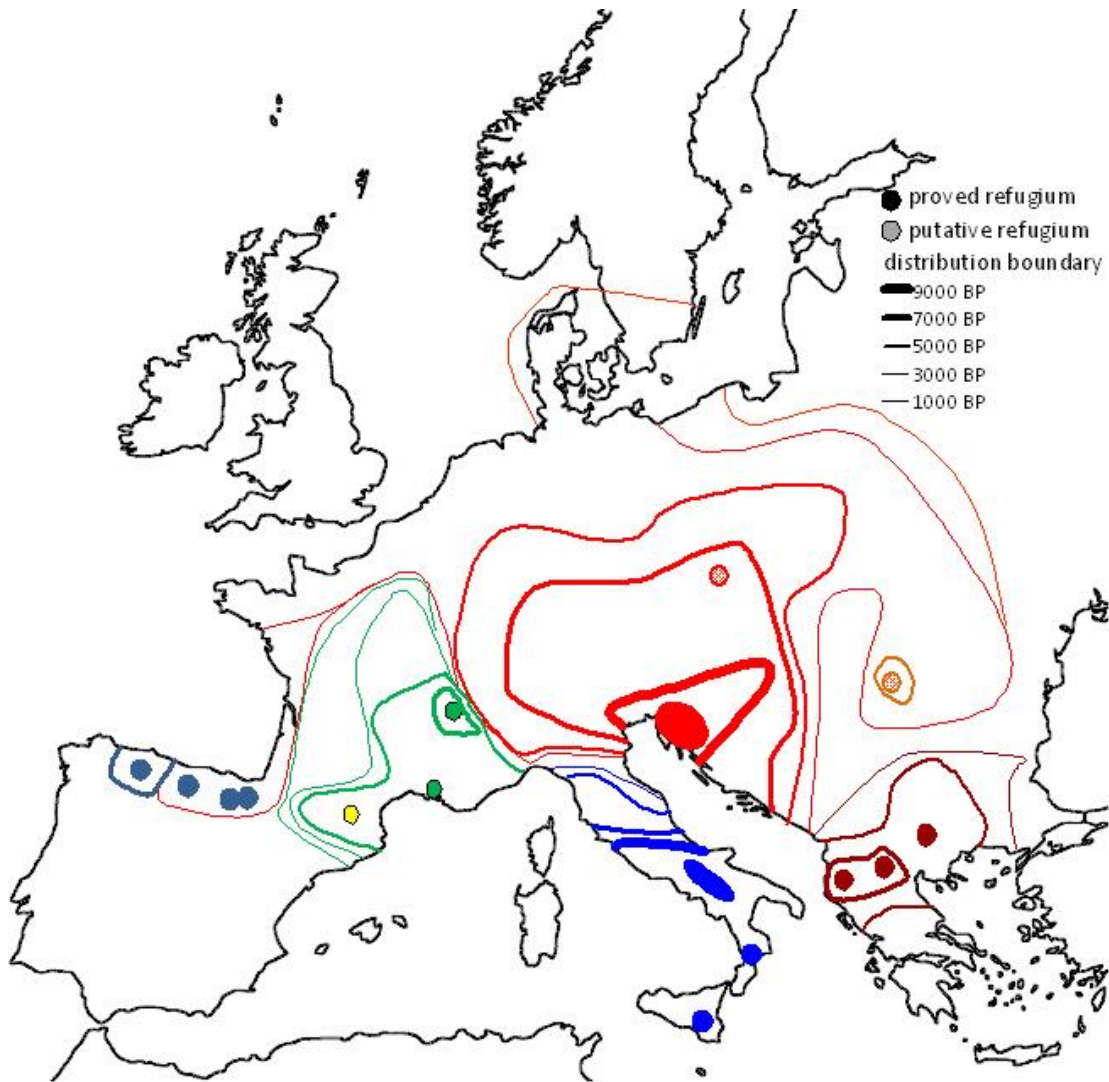 proved refugium
putative refugium
distribution boundary
9000 BP
7000 BP
5000 BP
3000 BP
1000 BP